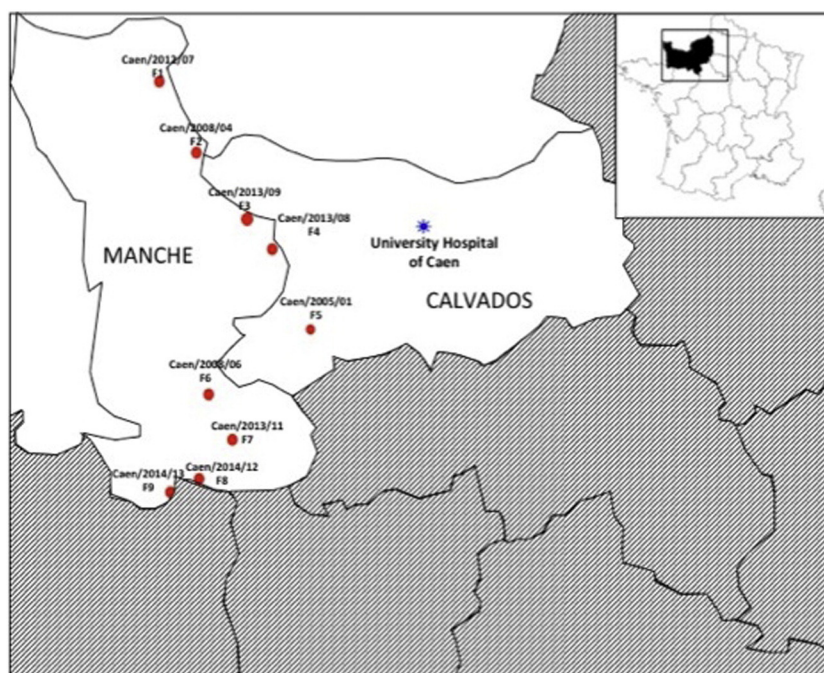 Caen/2012/07
F1
Caen/2008/04
F2
Caen/2013/09
F3
Caen/2013/08
F4
University Hospital
of Caen
MANCHE
CALVADOS
Caen/2005/01
F5
Caen/2008/06
F6
Caen/2013/11
F7
Caen/2014/12
F8
Caen/2014/13
F9